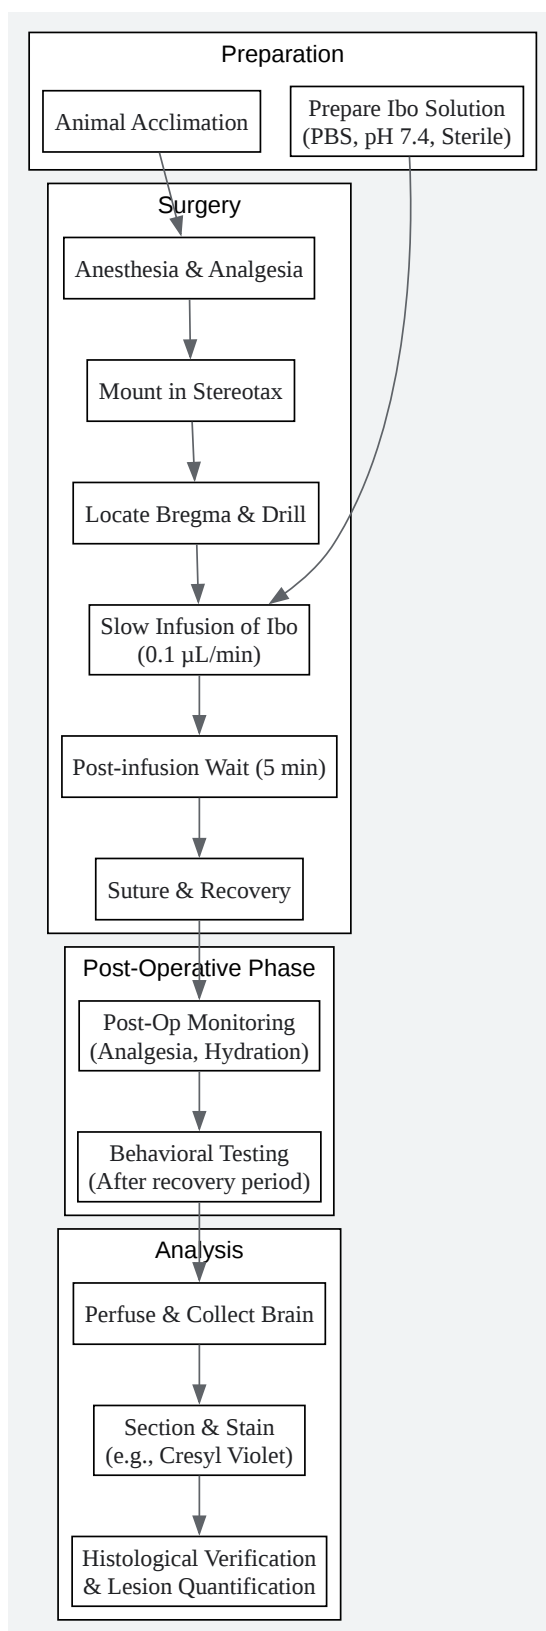 Preparation
Animal Acclimation
Prepare Ibo Solution
(PBS, pH 7.4, Sterile)
Surgery
Anesthesia & Analgesia
Mount in Stereotax
Locate Bregma & Drill
Slow Infusion of Ibo
(0.1 µL/min)
Post-infusion Wait (5 min)
Suture & Recovery
Post-Operative Phase
Post-Op Monitoring
(Analgesia, Hydration)
Behavioral Testing
(After recovery period)
Analysis
Perfuse & Collect Brain
Section & Stain
(e.g., Cresyl Violet)
Histological Verification
& Lesion Quantification